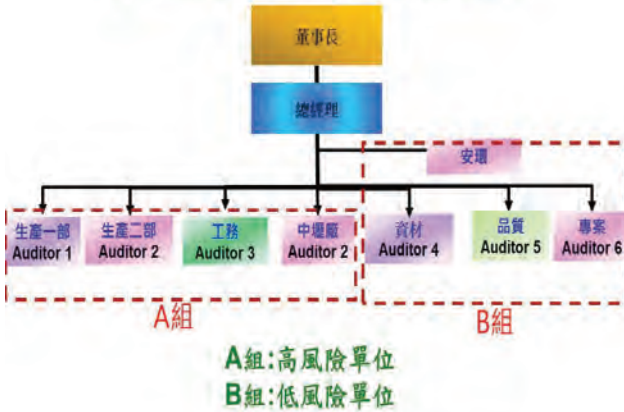 董事長
總經理
安環
生產一部
Auditor 1
生產二部
Auditor 2
工務
Auditor 3
中壢廠
Auditor 2
資材
Auditor 4
品質
Auditor 5
專案
Auditor 6
A組
B組
A組:高風險單位
B組:低風險單位